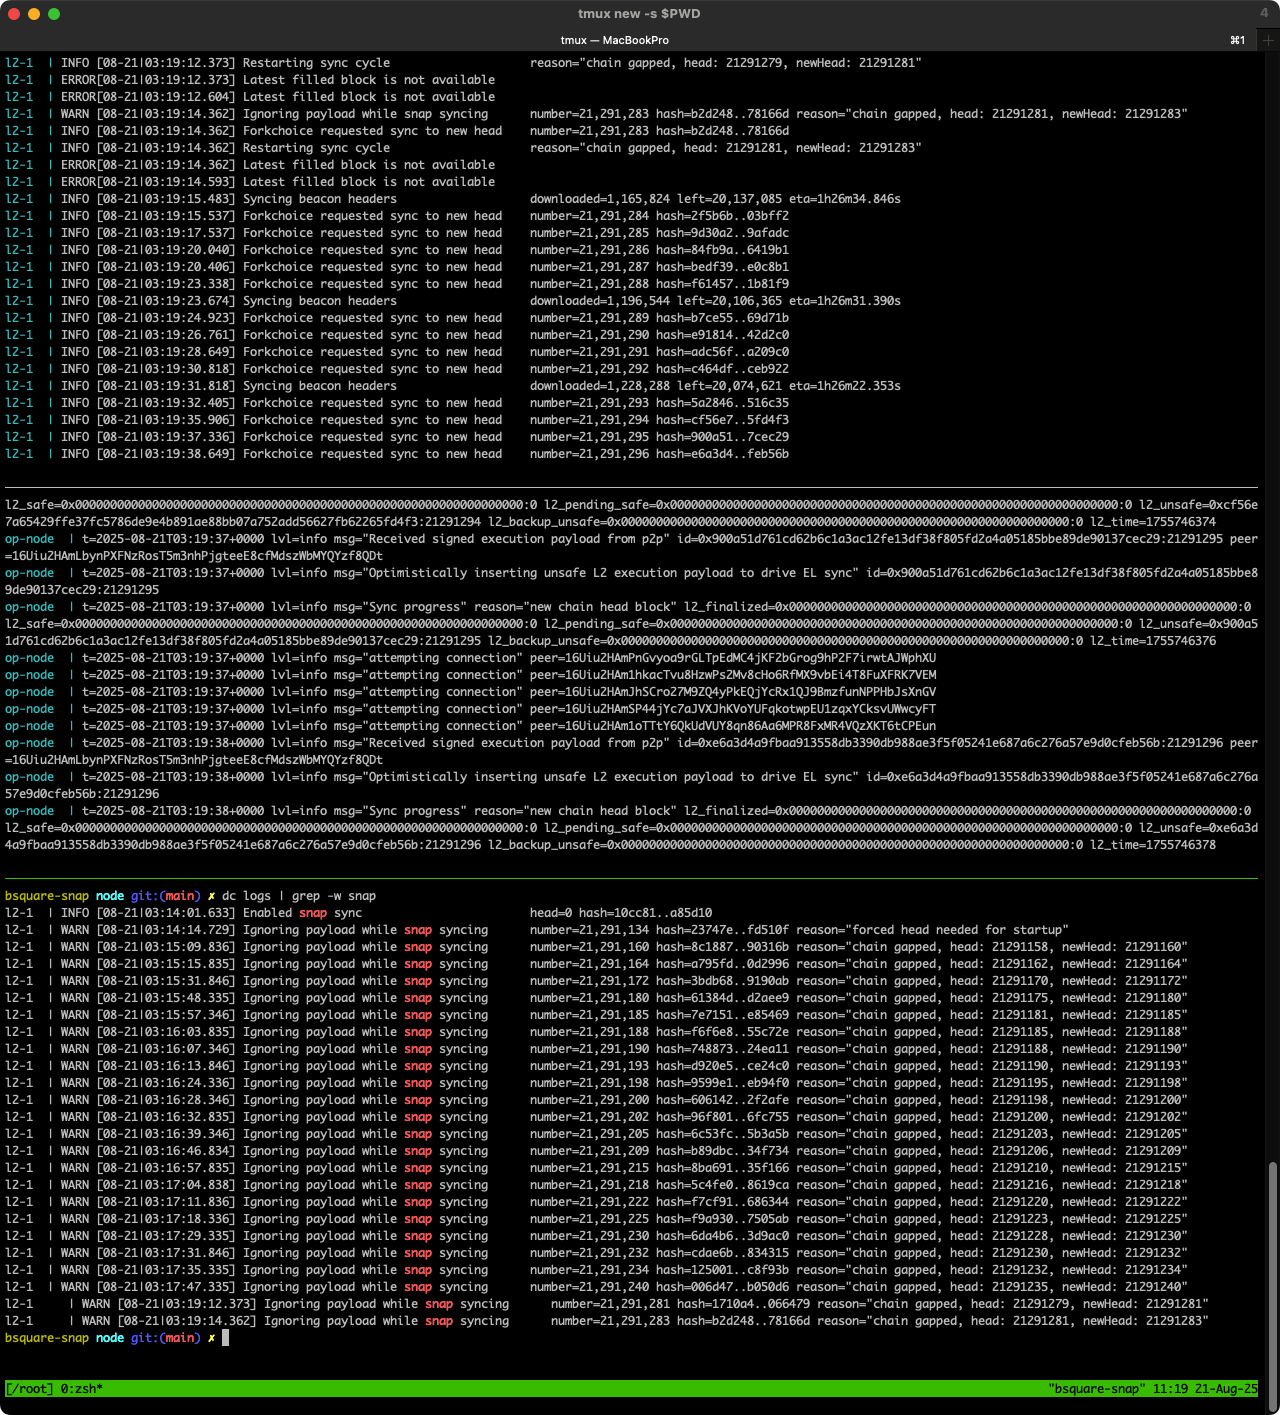 tmux new -s $PWD
4
tmux — MacBookPro
⌘1
l2-1  | INFO [08-21|03:19:12.373] Restarting sync cycle                    reason="chain gapped, head: 21291279, newHead: 21291281"
l2-1  | ERROR[08-21|03:19:12.373] Latest filled block is not available
l2-1  | ERROR[08-21|03:19:12.604] Latest filled block is not available
l2-1  | WARN [08-21|03:19:14.362] Ignoring payload while snap syncing      number=21,291,283 hash=b2d248..78166d reason="chain gapped, head: 21291281, newHead: 21291283"
l2-1  | INFO [08-21|03:19:14.362] Forkchoice requested sync to new head    number=21,291,283 hash=b2d248..78166d
l2-1  | INFO [08-21|03:19:14.362] Restarting sync cycle                    reason="chain gapped, head: 21291281, newHead: 21291283"
l2-1  | ERROR[08-21|03:19:14.362] Latest filled block is not available
l2-1  | ERROR[08-21|03:19:14.593] Latest filled block is not available
l2-1  | INFO [08-21|03:19:15.483] Syncing beacon headers                   downloaded=1,165,824 left=20,137,085 eta=1h26m34.846s
l2-1  | INFO [08-21|03:19:15.537] Forkchoice requested sync to new head    number=21,291,284 hash=2f5b6b..03bff2
l2-1  | INFO [08-21|03:19:17.537] Forkchoice requested sync to new head    number=21,291,285 hash=9d30a2..9afadc
l2-1  | INFO [08-21|03:19:20.040] Forkchoice requested sync to new head    number=21,291,286 hash=84fb9a..6419b1
l2-1  | INFO [08-21|03:19:20.406] Forkchoice requested sync to new head    number=21,291,287 hash=bedf39..e0c8b1
l2-1  | INFO [08-21|03:19:23.338] Forkchoice requested sync to new head    number=21,291,288 hash=f61457..1b81f9
l2-1  | INFO [08-21|03:19:23.674] Syncing beacon headers                   downloaded=1,196,544 left=20,106,365 eta=1h26m31.390s
l2-1  | INFO [08-21|03:19:24.923] Forkchoice requested sync to new head    number=21,291,289 hash=b7ce55..69d71b
l2-1  | INFO [08-21|03:19:26.761] Forkchoice requested sync to new head    number=21,291,290 hash=e91814..42d2c0
l2-1  | INFO [08-21|03:19:28.649] Forkchoice requested sync to new head    number=21,291,291 hash=adc56f..a209c0
l2-1  | INFO [08-21|03:19:30.818] Forkchoice requested sync to new head    number=21,291,292 hash=c464df..ceb922
l2-1  | INFO [08-21|03:19:31.818] Syncing beacon headers                   downloaded=1,228,288 left=20,074,621 eta=1h26m22.353s
l2-1  | INFO [08-21|03:19:32.405] Forkchoice requested sync to new head    number=21,291,293 hash=5a2846..516c35
l2-1  | INFO [08-21|03:19:35.906] Forkchoice requested sync to new head    number=21,291,294 hash=cf56e7..5fd4f3
l2-1  | INFO [08-21|03:19:37.336] Forkchoice requested sync to new head    number=21,291,295 hash=900a51..7cec29
l2-1  | INFO [08-21|03:19:38.649] Forkchoice requested sync to new head    number=21,291,296 hash=e6a3d4..feb56b
l2_safe=0x0000000000000000000000000000000000000000000000000000000000000000:0 l2_pending_safe=0x0000000000000000000000000000000000000000000000000000000000000000:0 l2_unsafe=0xcf56e
7a65429ffe37fc5786de9e4b891ae88bb07a752add56627fb62265fd4f3:21291294 l2_backup_unsafe=0x0000000000000000000000000000000000000000000000000000000000000000:0 l2_time=1755746374
op-node  | t=2025-08-21T03:19:37+0000 lvl=info msg="Received signed execution payload from p2p" id=0x900a51d761cd62b6c1a3ac12fe13df38f805fd2a4a05185bbe89de90137cec29:21291295 peer
=16Uiu2HAmLbynPXFNzRosT5m3nhPjgteeE8cfMdszWbMYQYzf8QDt
op-node  | t=2025-08-21T03:19:37+0000 lvl=info msg="Optimistically inserting unsafe L2 execution payload to drive EL sync" id=0x900a51d761cd62b6c1a3ac12fe13df38f805fd2a4a05185bbe8
9de90137cec29:21291295
op-node  | t=2025-08-21T03:19:37+0000 lvl=info msg="Sync progress" reason="new chain head block" l2_finalized=0x0000000000000000000000000000000000000000000000000000000000000000:0
l2_safe=0x0000000000000000000000000000000000000000000000000000000000000000:0 l2_pending_safe=0x0000000000000000000000000000000000000000000000000000000000000000:0 l2_unsafe=0x900a5
1d761cd62b6c1a3ac12fe13df38f805fd2a4a05185bbe89de90137cec29:21291295 l2_backup_unsafe=0x0000000000000000000000000000000000000000000000000000000000000000:0 l2_time=1755746376
op-node  | t=2025-08-21T03:19:37+0000 lvl=info msg="attempting connection" peer=16Uiu2HAmPnGvyoa9rGLTpEdMC4jKF2bGrog9hP2F7irwtAJWphXU
op-node  | t=2025-08-21T03:19:37+0000 lvl=info msg="attempting connection" peer=16Uiu2HAm1hkacTvu8HzwPs2Mv8cHo6RfMX9vbEi4T8FuXFRK7VEM
op-node  | t=2025-08-21T03:19:37+0000 lvl=info msg="attempting connection" peer=16Uiu2HAmJhSCro27M9ZQ4yPkEQjYcRx1QJ9BmzfunNPPHbJsXnGV
op-node  | t=2025-08-21T03:19:37+0000 lvl=info msg="attempting connection" peer=16Uiu2HAmSP44jYc7aJVXJhKVoYUFqkotwpEU1zqxYCksvUWwcyFT
op-node  | t=2025-08-21T03:19:37+0000 lvl=info msg="attempting connection" peer=16Uiu2HAm1oTTtY6QkUdVUY8qn86Aa6MPR8FxMR4VQzXKT6tCPEun
op-node  | t=2025-08-21T03:19:38+0000 lvl=info msg="Received signed execution payload from p2p" id=0xe6a3d4a9fbaa913558db3390db988ae3f5f05241e687a6c276a57e9d0cfeb56b:21291296 peer
=16Uiu2HAmLbynPXFNzRosT5m3nhPjgteeE8cfMdszWbMYQYzf8QDt
op-node  | t=2025-08-21T03:19:38+0000 lvl=info msg="Optimistically inserting unsafe L2 execution payload to drive EL sync" id=0xe6a3d4a9fbaa913558db3390db988ae3f5f05241e687a6c276a
57e9d0cfeb56b:21291296
op-node  | t=2025-08-21T03:19:38+0000 lvl=info msg="Sync progress" reason="new chain head block" l2_finalized=0x0000000000000000000000000000000000000000000000000000000000000000:0
l2_safe=0x0000000000000000000000000000000000000000000000000000000000000000:0 l2_pending_safe=0x0000000000000000000000000000000000000000000000000000000000000000:0 l2_unsafe=0xe6a3d
4a9fbaa913558db3390db988ae3f5f05241e687a6c276a57e9d0cfeb56b:21291296 l2_backup_unsafe=0x0000000000000000000000000000000000000000000000000000000000000000:0 l2_time=1755746378
bsquare-snap node git:(main) ✗ dc logs | grep -w snap
l2-1  | INFO [08-21|03:14:01.633] Enabled snap sync                        head=0 hash=10cc81..a85d10
l2-1  | WARN [08-21|03:14:14.729] Ignoring payload while snap syncing      number=21,291,134 hash=23747e..fd510f reason="forced head needed for startup"
l2-1  | WARN [08-21|03:15:09.836] Ignoring payload while snap syncing      number=21,291,160 hash=8c1887..90316b reason="chain gapped, head: 21291158, newHead: 21291160"
l2-1  | WARN [08-21|03:15:15.835] Ignoring payload while snap syncing      number=21,291,164 hash=a795fd..0d2996 reason="chain gapped, head: 21291162, newHead: 21291164"
l2-1  | WARN [08-21|03:15:31.846] Ignoring payload while snap syncing      number=21,291,172 hash=3bdb68..9190ab reason="chain gapped, head: 21291170, newHead: 21291172"
l2-1  | WARN [08-21|03:15:48.335] Ignoring payload while snap syncing      number=21,291,180 hash=61384d..d2aee9 reason="chain gapped, head: 21291175, newHead: 21291180"
l2-1  | WARN [08-21|03:15:57.346] Ignoring payload while snap syncing      number=21,291,185 hash=7e7151..e85469 reason="chain gapped, head: 21291181, newHead: 21291185"
l2-1  | WARN [08-21|03:16:03.835] Ignoring payload while snap syncing      number=21,291,188 hash=f6f6e8..55c72e reason="chain gapped, head: 21291185, newHead: 21291188"
l2-1  | WARN [08-21|03:16:07.346] Ignoring payload while snap syncing      number=21,291,190 hash=748873..24ea11 reason="chain gapped, head: 21291188, newHead: 21291190"
l2-1  | WARN [08-21|03:16:13.846] Ignoring payload while snap syncing      number=21,291,193 hash=d920e5..ce24c0 reason="chain gapped, head: 21291190, newHead: 21291193"
l2-1  | WARN [08-21|03:16:24.336] Ignoring payload while snap syncing      number=21,291,198 hash=9599e1..eb94f0 reason="chain gapped, head: 21291195, newHead: 21291198"
l2-1  | WARN [08-21|03:16:28.346] Ignoring payload while snap syncing      number=21,291,200 hash=606142..2f2afe reason="chain gapped, head: 21291198, newHead: 21291200"
l2-1  | WARN [08-21|03:16:32.835] Ignoring payload while snap syncing      number=21,291,202 hash=96f801..6fc755 reason="chain gapped, head: 21291200, newHead: 21291202"
l2-1  | WARN [08-21|03:16:39.346] Ignoring payload while snap syncing      number=21,291,205 hash=6c53fc..5b3a5b reason="chain gapped, head: 21291203, newHead: 21291205"
l2-1  | WARN [08-21|03:16:46.834] Ignoring payload while snap syncing      number=21,291,209 hash=b89dbc..34f734 reason="chain gapped, head: 21291206, newHead: 21291209"
l2-1  | WARN [08-21|03:16:57.835] Ignoring payload while snap syncing      number=21,291,215 hash=8ba691..35f166 reason="chain gapped, head: 21291210, newHead: 21291215"
l2-1  | WARN [08-21|03:17:04.838] Ignoring payload while snap syncing      number=21,291,218 hash=5c4fe0..8619ca reason="chain gapped, head: 21291216, newHead: 21291218"
l2-1  | WARN [08-21|03:17:11.836] Ignoring payload while snap syncing      number=21,291,222 hash=f7cf91..686344 reason="chain gapped, head: 21291220, newHead: 21291222"
l2-1  | WARN [08-21|03:17:18.336] Ignoring payload while snap syncing      number=21,291,225 hash=f9a930..7505ab reason="chain gapped, head: 21291223, newHead: 21291225"
l2-1  | WARN [08-21|03:17:29.335] Ignoring payload while snap syncing      number=21,291,230 hash=6da4b6..3d9ac0 reason="chain gapped, head: 21291228, newHead: 21291230"
l2-1  | WARN [08-21|03:17:31.846] Ignoring payload while snap syncing      number=21,291,232 hash=cdae6b..834315 reason="chain gapped, head: 21291230, newHead: 21291232"
l2-1  | WARN [08-21|03:17:35.335] Ignoring payload while snap syncing      number=21,291,234 hash=125001..c8f93b reason="chain gapped, head: 21291232, newHead: 21291234"
l2-1  | WARN [08-21|03:17:47.335] Ignoring payload while snap syncing      number=21,291,240 hash=006d47..b050d6 reason="chain gapped, head: 21291235, newHead: 21291240"
l2-1     | WARN [08-21|03:19:12.373] Ignoring payload while snap syncing      number=21,291,281 hash=1710a4..066479 reason="chain gapped, head: 21291279, newHead: 21291281"
l2-1     | WARN [08-21|03:19:14.362] Ignoring payload while snap syncing      number=21,291,283 hash=b2d248..78166d reason="chain gapped, head: 21291281, newHead: 21291283"
bsquare-snap node git:(main) ✗
[/root] 0:zsh*
"bsquare-snap" 11:19 21-Aug-25